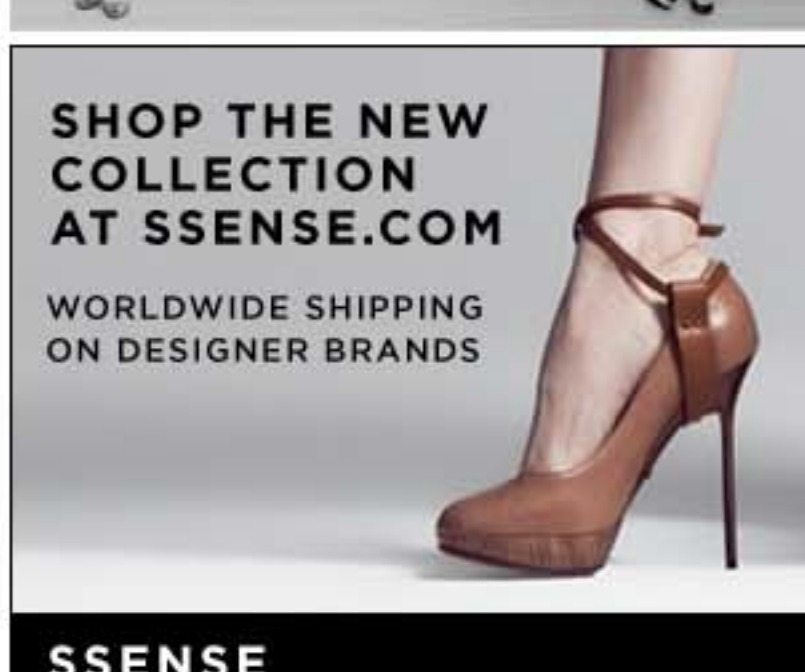 SHOP THE NEW
COLLECTION
AT SSENSE.COM
WORLDWIDE SHIPPING
ON DESIGNER BRANDS
SSENSE